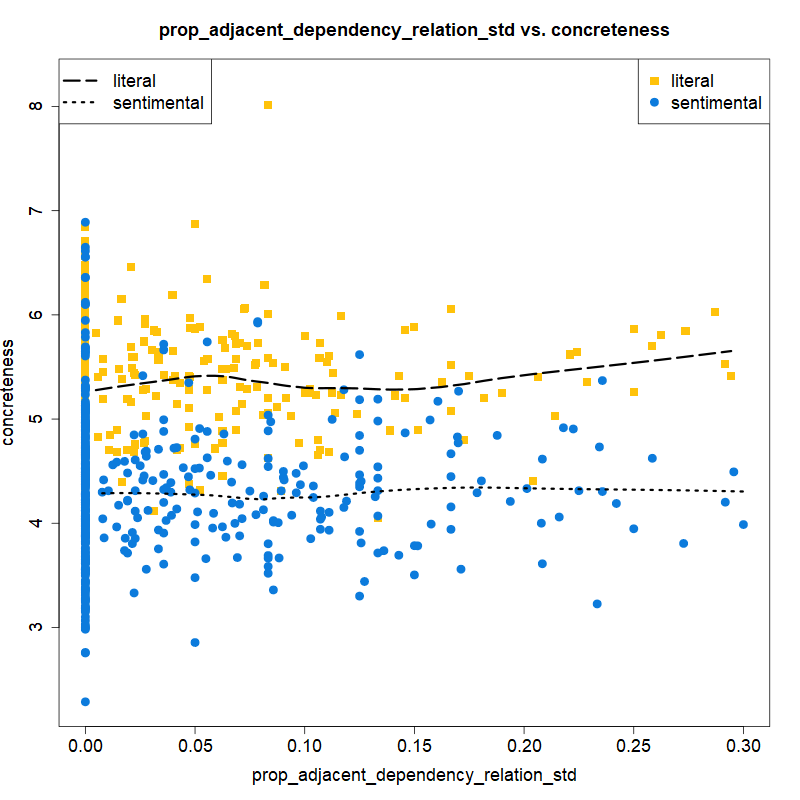 prop_adjacent_dependency_relation_std vs. concreteness
literal
sentimental
literal
sentimental
8
7
6
5
4
3
concreteness
0.00 0.05 0.10 0.15 0.20 0.25 0.30
prop_adjacent_dependency_relation_std